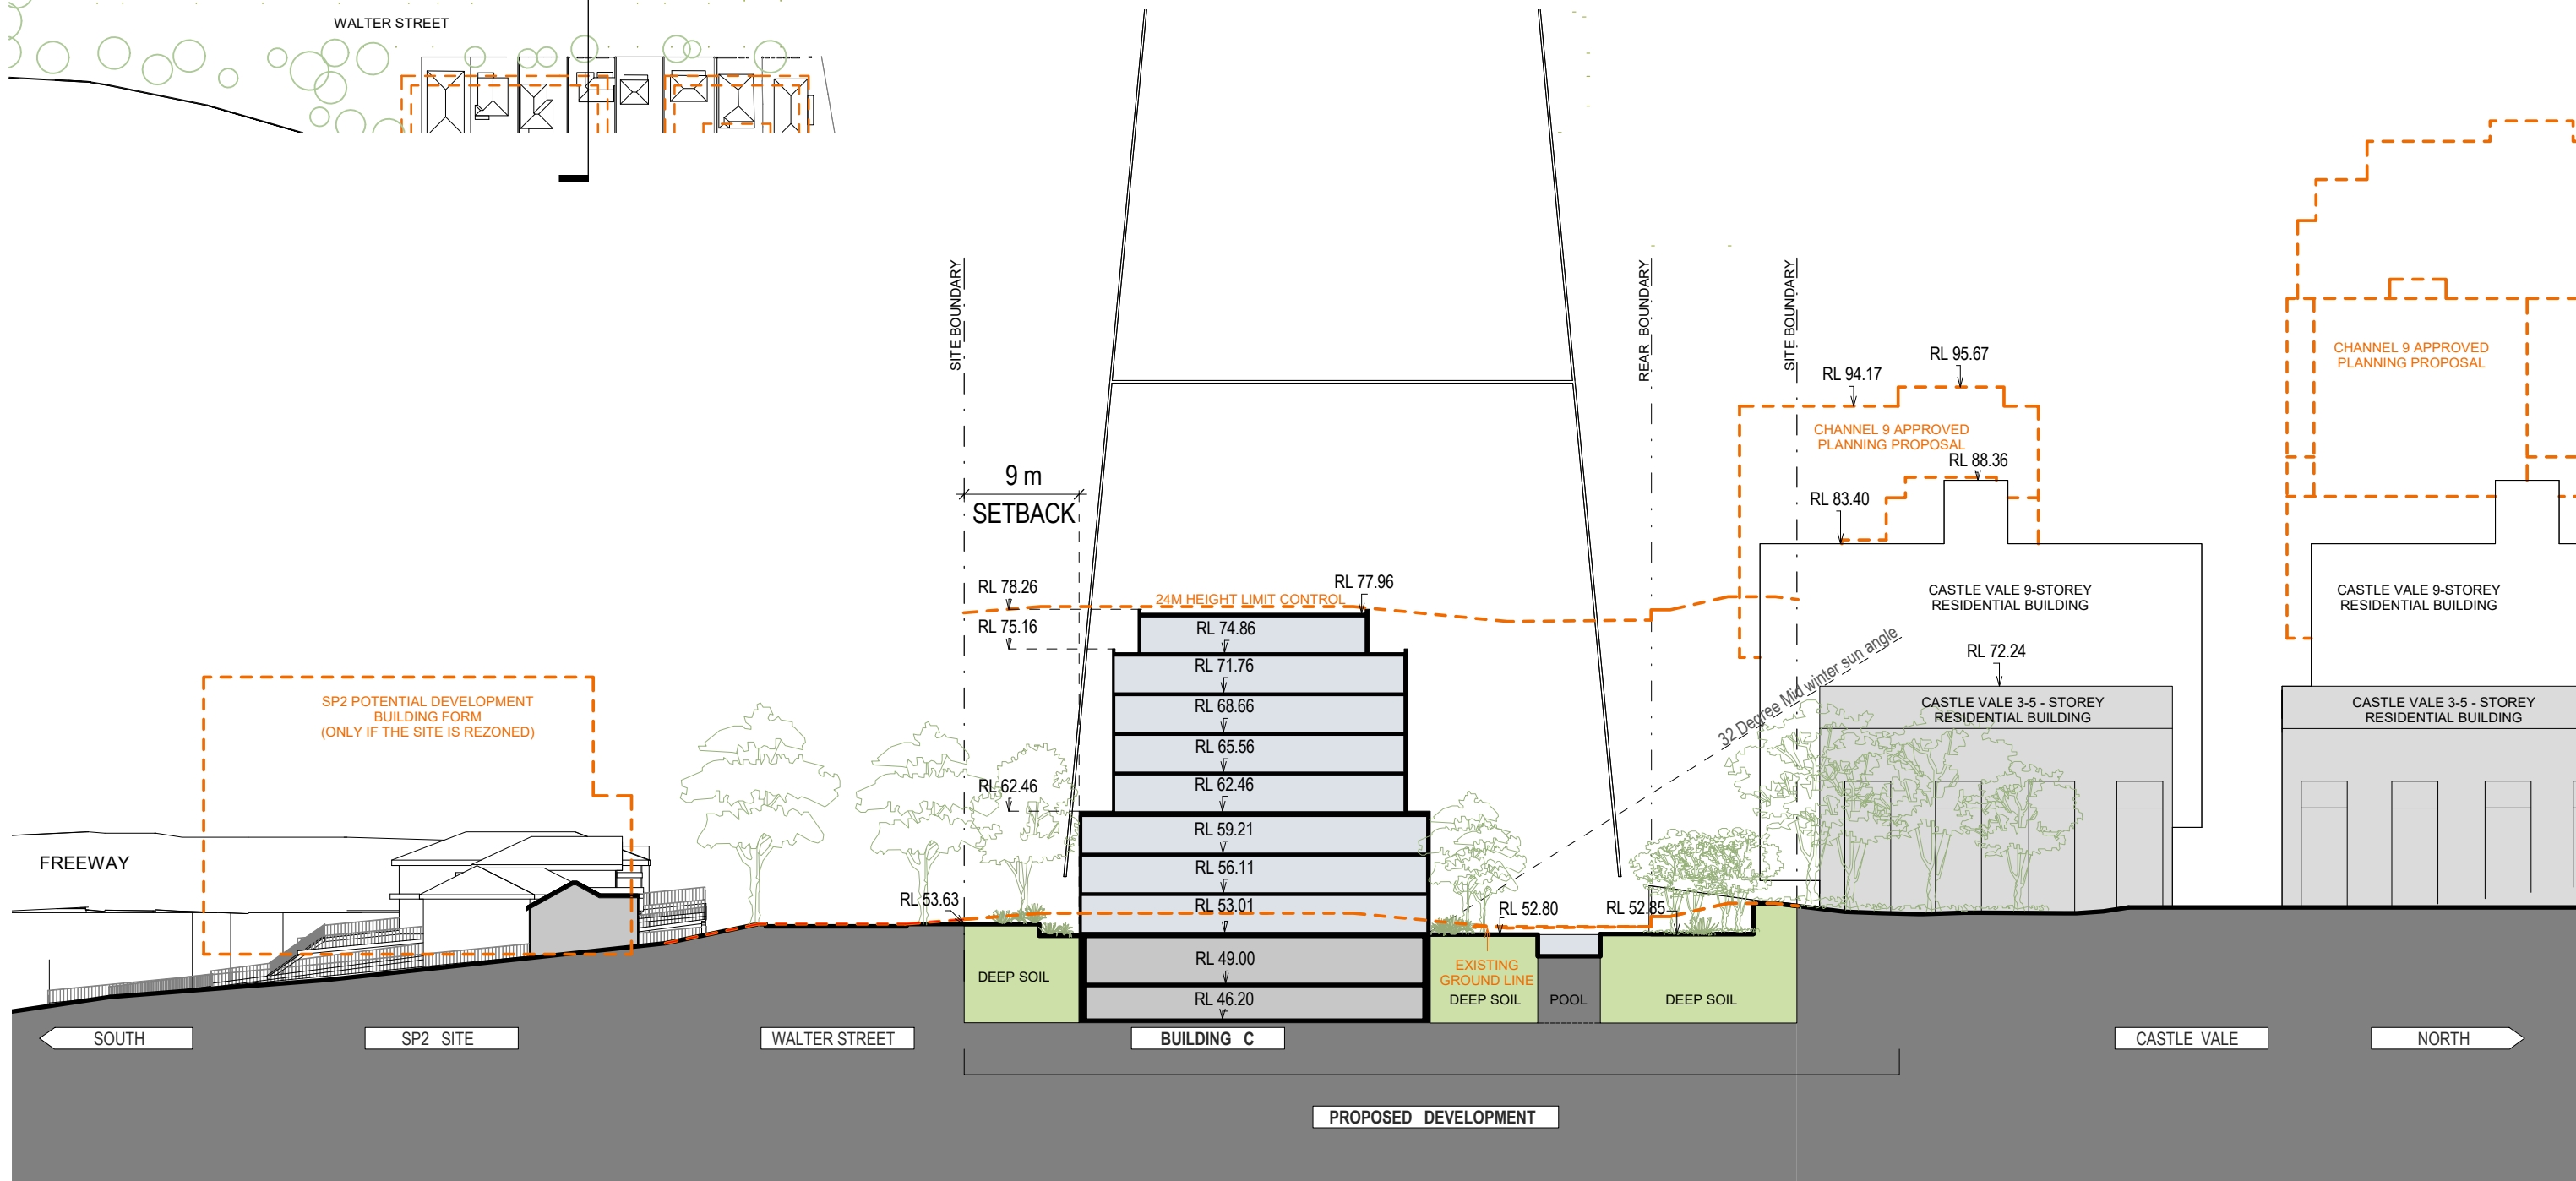 WALTER STREET
SITE BOUNDARY
REAR BOUNDARY
SITE BOUNDARY
CHANNEL 9 APPROVED
PLANNING PROPOSAL
RL 95.67
RL 94.17
CHANNEL 9 APPROVED
PLANNING PROPOSAL
RL 88.36
RL 83.40
9 m
SETBACK
RL 78.26
24M HEIGHT LIMIT CONTROL
RL 77.96
RL 75.16
CASTLE VALE 9-STOREY
RESIDENTIAL BUILDING
CASTLE VALE 9-STOREY
RESIDENTIAL BUILDING
RL 74.86
RL 71.76
RL 68.66
RL 65.56
RL 62.46
RL 62.46
RL 59.21
RL 56.11
RL 53.01
RL 49.00
RL 46.20
32 Degree Mid winter sun angle
RL 72.24
CASTLE VALE 3-5 - STOREY
RESIDENTIAL BUILDING
CASTLE VALE 3-5 - STOREY
RESIDENTIAL BUILDING
SP2 POTENTIAL DEVELOPMENT
BUILDING FORM
(ONLY IF THE SITE IS REZONED)
FREEWAY
RL 53.63
RL 52.80
RL 52.85
DEEP SOIL
EXISTING
GROUND LINE
DEEP SOIL
POOL
DEEP SOIL
SOUTH
SP2 SITE
WALTER STREET
BUILDING C
CASTLE VALE
NORTH
PROPOSED DEVELOPMENT